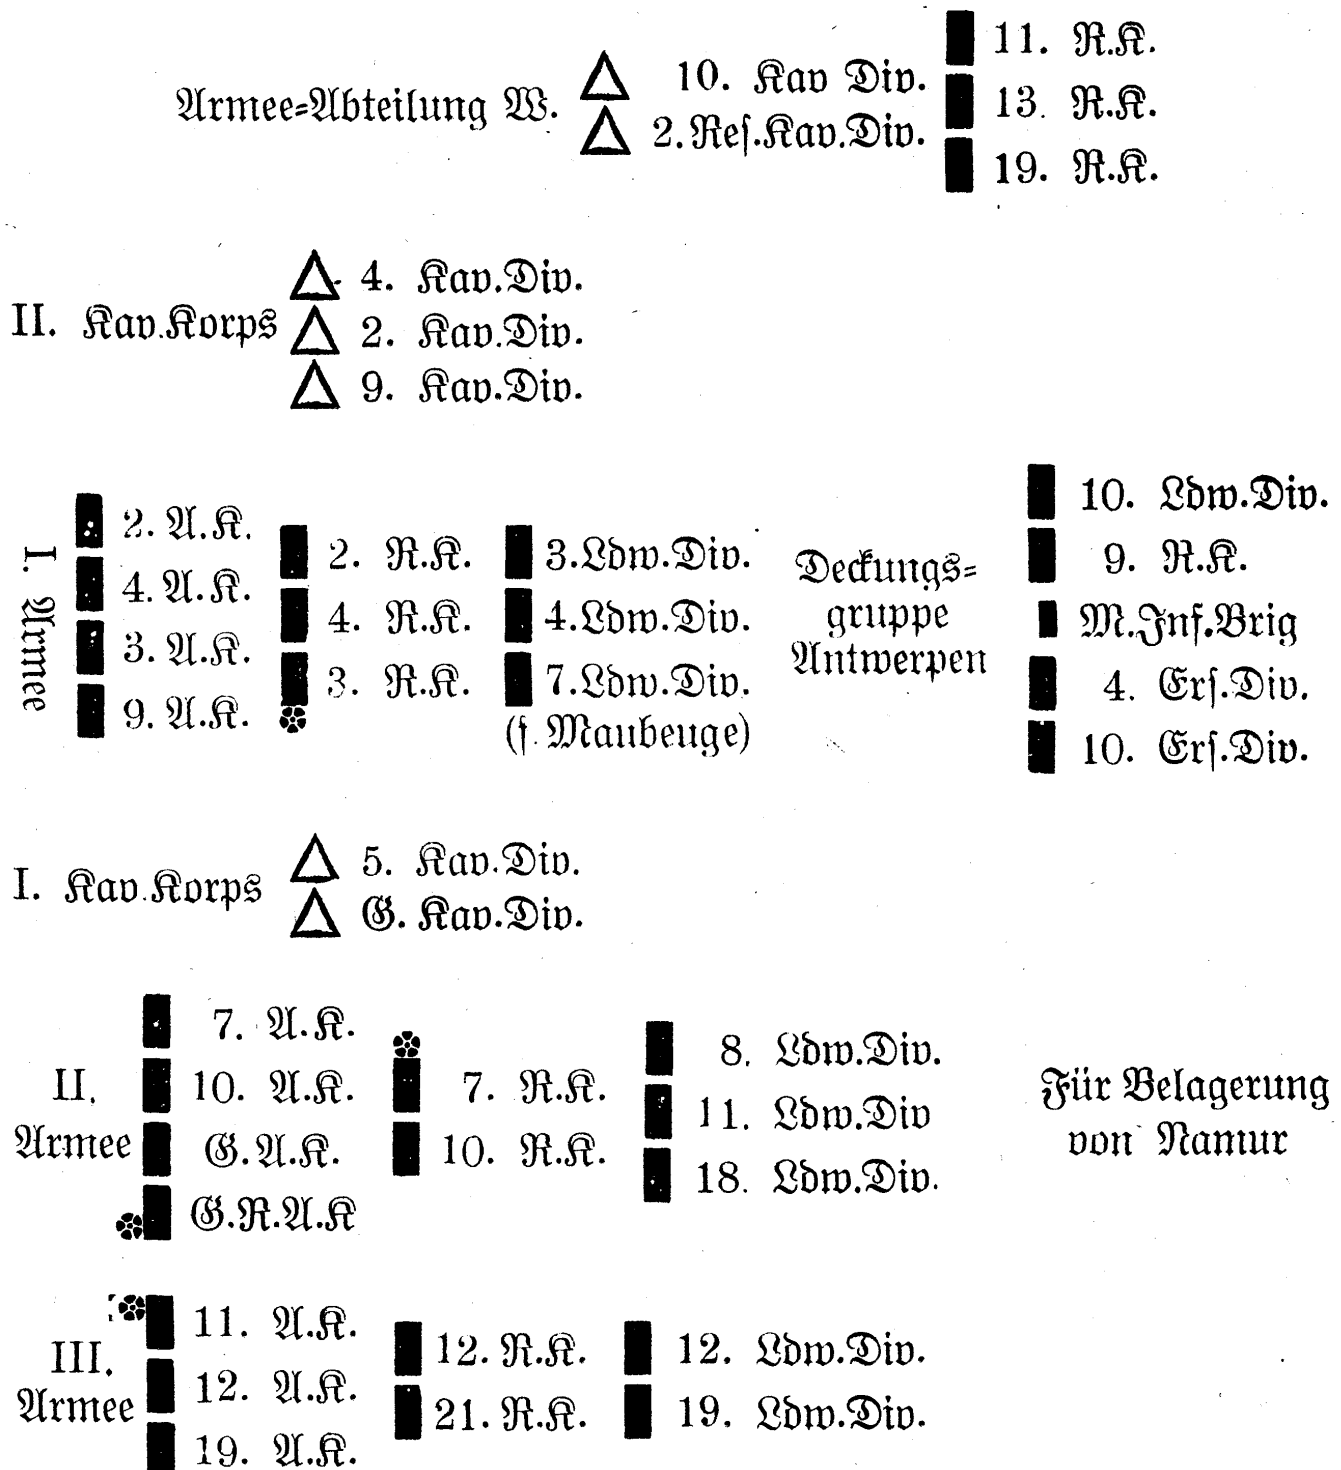 Armee-Abteilung W.
10. Kav Div.
2. Res.Kav.Div.
11. R.K.
13. R.K.
19. R.K.
II. Kav.Korps
4. Kav.Div.
2. Kav.Div.
9. Kav.Div.
I. Armee
2. A.K.
4. A.K.
3. A.K.
9. A.K.
2. R.K.
4. R.K.
3. R.K.
3. Ldw.Div.
4. Ldw.Div.
7. Ldw.Div.
(f. Maubeuge)
Deckungs-
gruppe
Antwerpen
10. Ldw.Div.
9. R.K.
M.Inf.Brig
4. Ers.Div.
10. Ers.Div.
I. Kav.Korps
5. Kav.Div.
G. Kav.Div.
II.
Armee
7. A.K.
10. A.K.
G.A.K.
G.R.A.K
7. R.K.
10. R.K.
8. Ldw.Div.
11. Ldw.Div
18. Ldw.Div.
Für Belagerung
von Namur
III.
Armee
11. A.K.
12. A.K.
19. A.K.
12. R.K.
21. R.K.
12. Ldw.Div.
19. Ldw.Div.